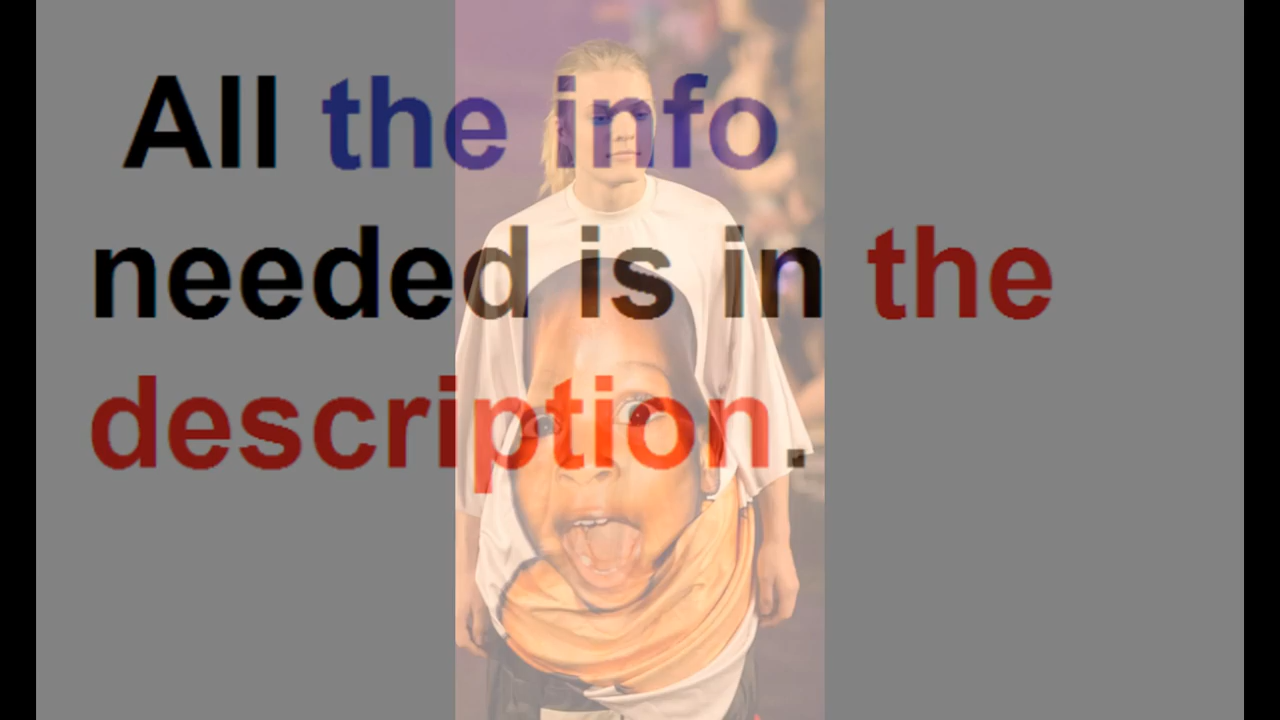 All the info
needed is in the
description.